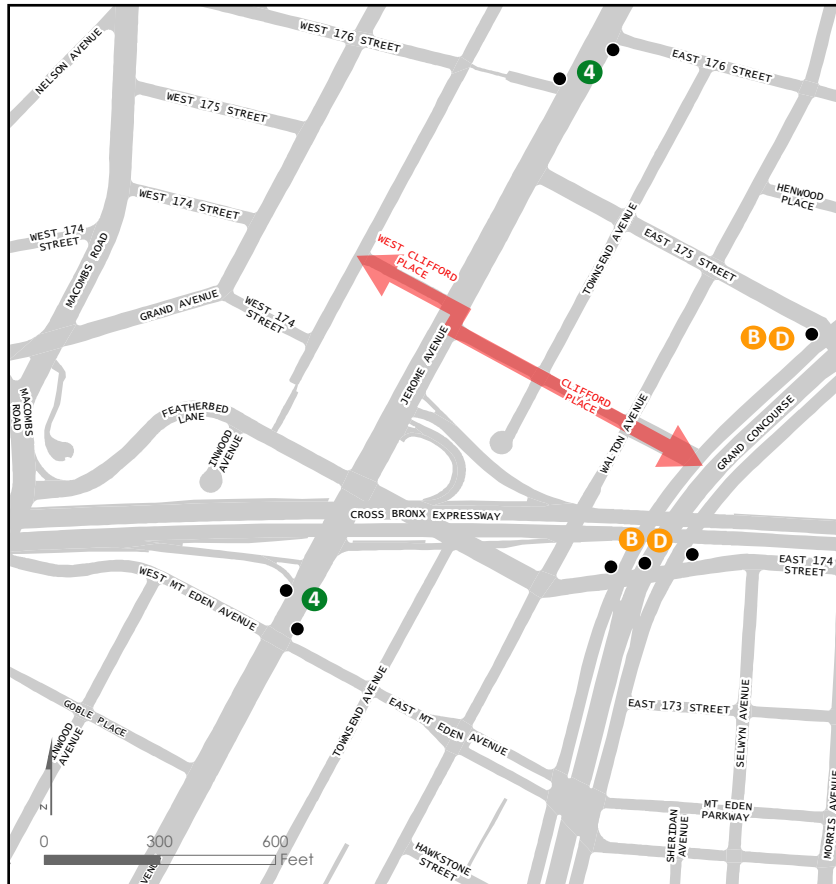 WEST 176 STREET
NELSON AVENUE
EAST 176 STREET
4
WEST 175 STREET
HENWOOD
PLACE
WEST 174 STREET
WEST 174
STREET
EAST 175 STREET
TOWNSEND AVENUE
WEST CLIFFORD
PLACE
MACOMBS ROAD
GRAND AVENUE
WEST 174
STREET
B D
JEROME AVENUE
CLIFFORD
PLACE
MACOMBS
ROAD
FEATHERBED
LANE
INWOOD
AVENUE
WALTON AVENUE
GRAND CONCOURSE
CROSS BRONX EXPRESSWAY
B D
EAST 174
STREET
WEST MT EDEN AVENUE
4
GOBLE PLACE
INWOOD
AVENUE
TOWNSEND AVENUE
EAST MT EDEN AVENUE
EAST 173 STREET
SELWYN AVENUE
MT EDEN
PARKWAY
SHERIDAN
AVENUE
MORRIS AVENUE
HAWKSTONE
STREET
AVENUE
N
0 300 600
Feet